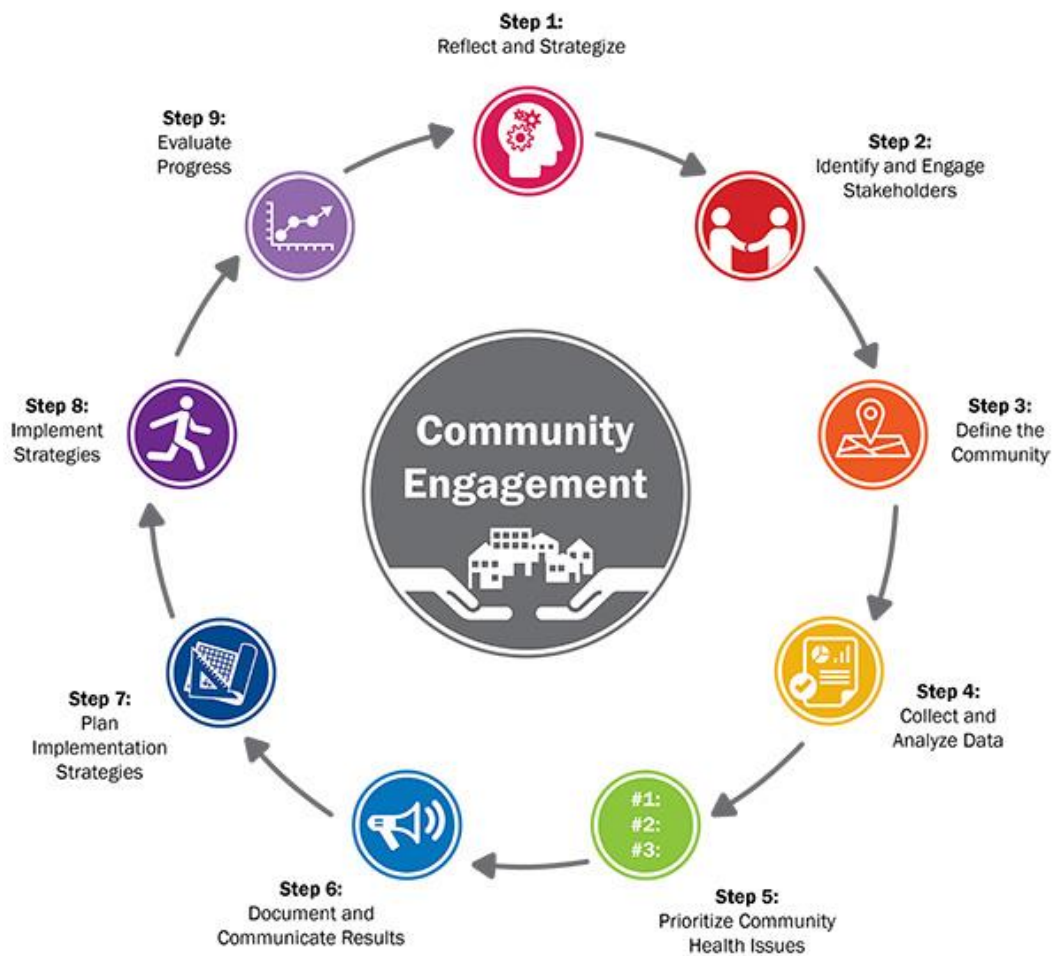 Step 1:
Reflect and Strategize
Step 2:
Identify and Engage
Stakeholders
Step 3:
Define the
Community
Step 4:
Collect and
Analyze Data
#1:
#2:
#3:
Step 5:
Prioritize Community
Health Issues
Step 6:
Document and
Communicate Results
Step 7:
Plan
Implementation
Strategies
Step 8:
Implement
Strategies
Step 9:
Evaluate
Progress
Community
Engagement